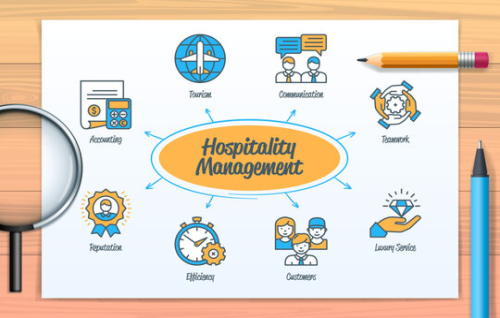 Tourism
Communication
Accounting
Teamwork
Hospitality
Management
Reputation
Luxury Service
Efficiency
Customers